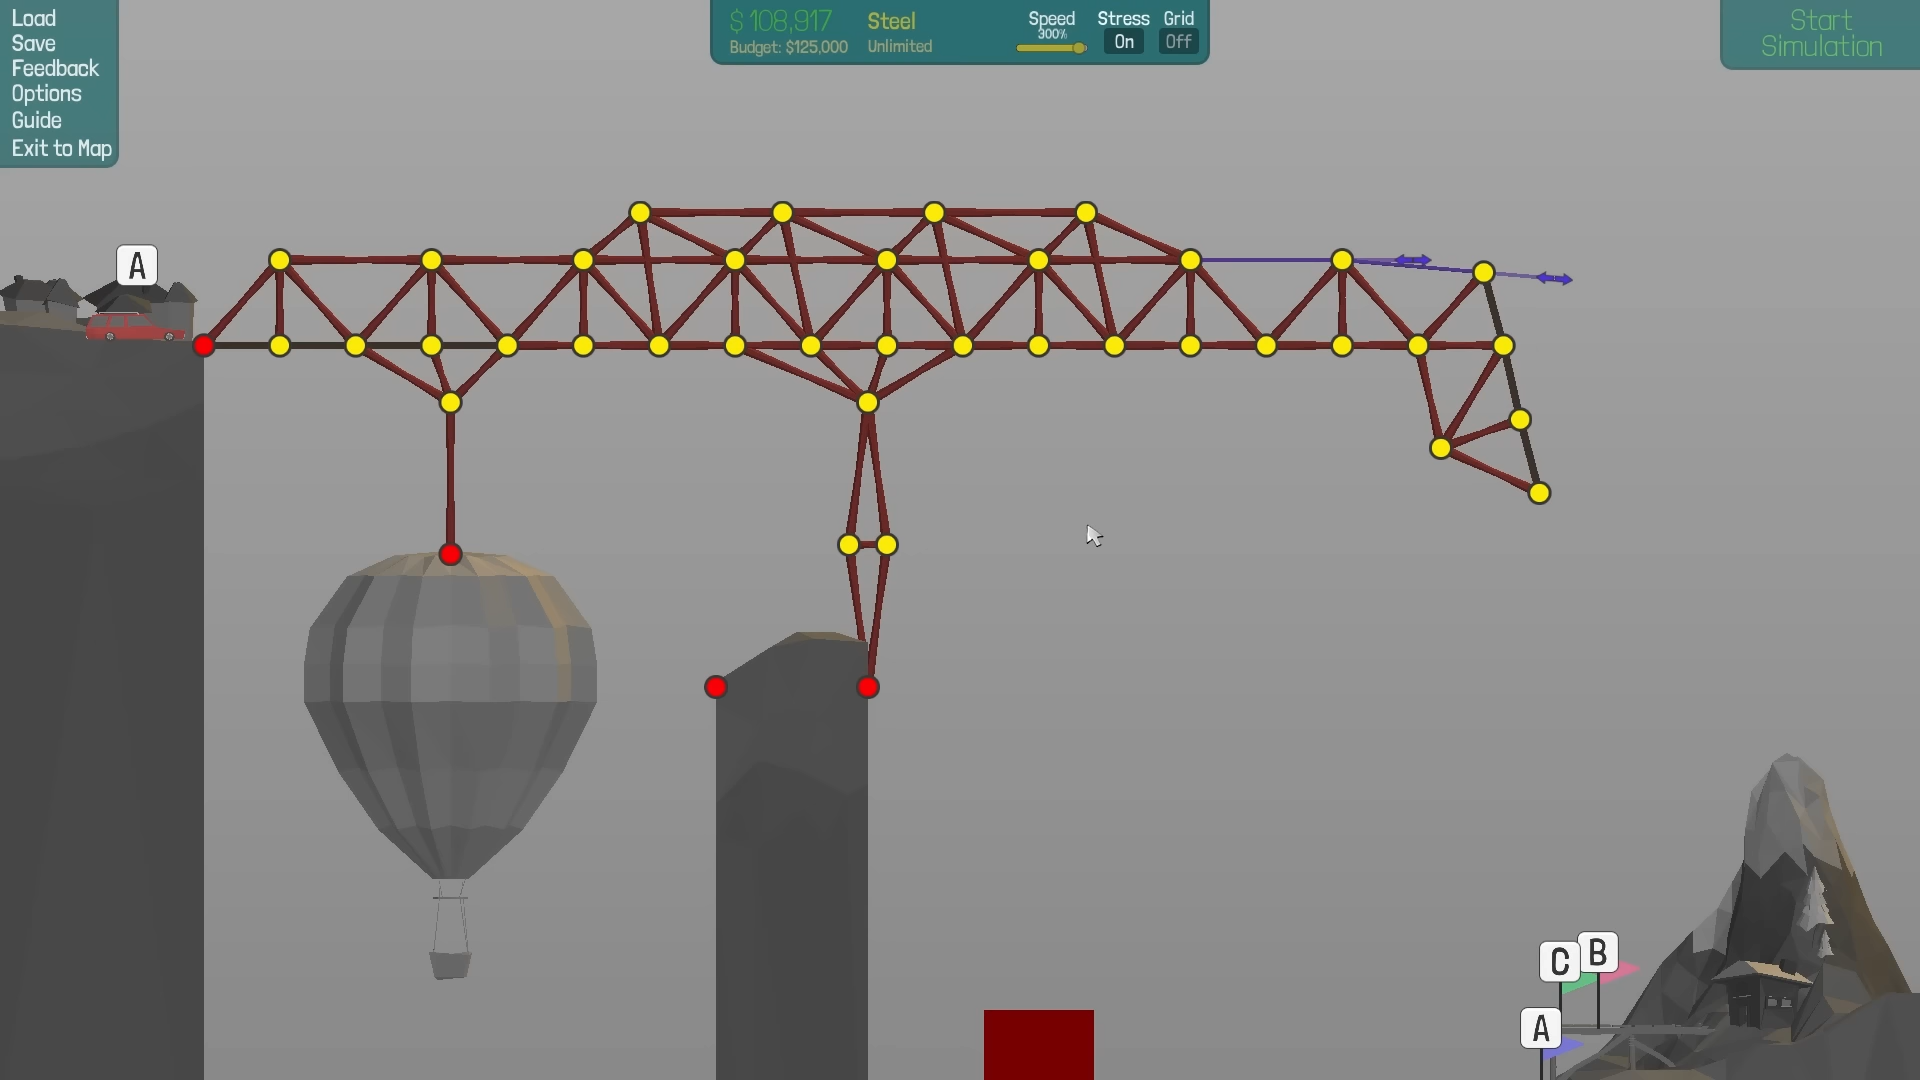 Load
Save
Feedback
Options
Guide
Exit to Map
$ 108,917
Budget: $125,000
Steel
Unlimited
Speed
300%
Stress
On
Grid
Off
Start
Simulation
A
C
B
A